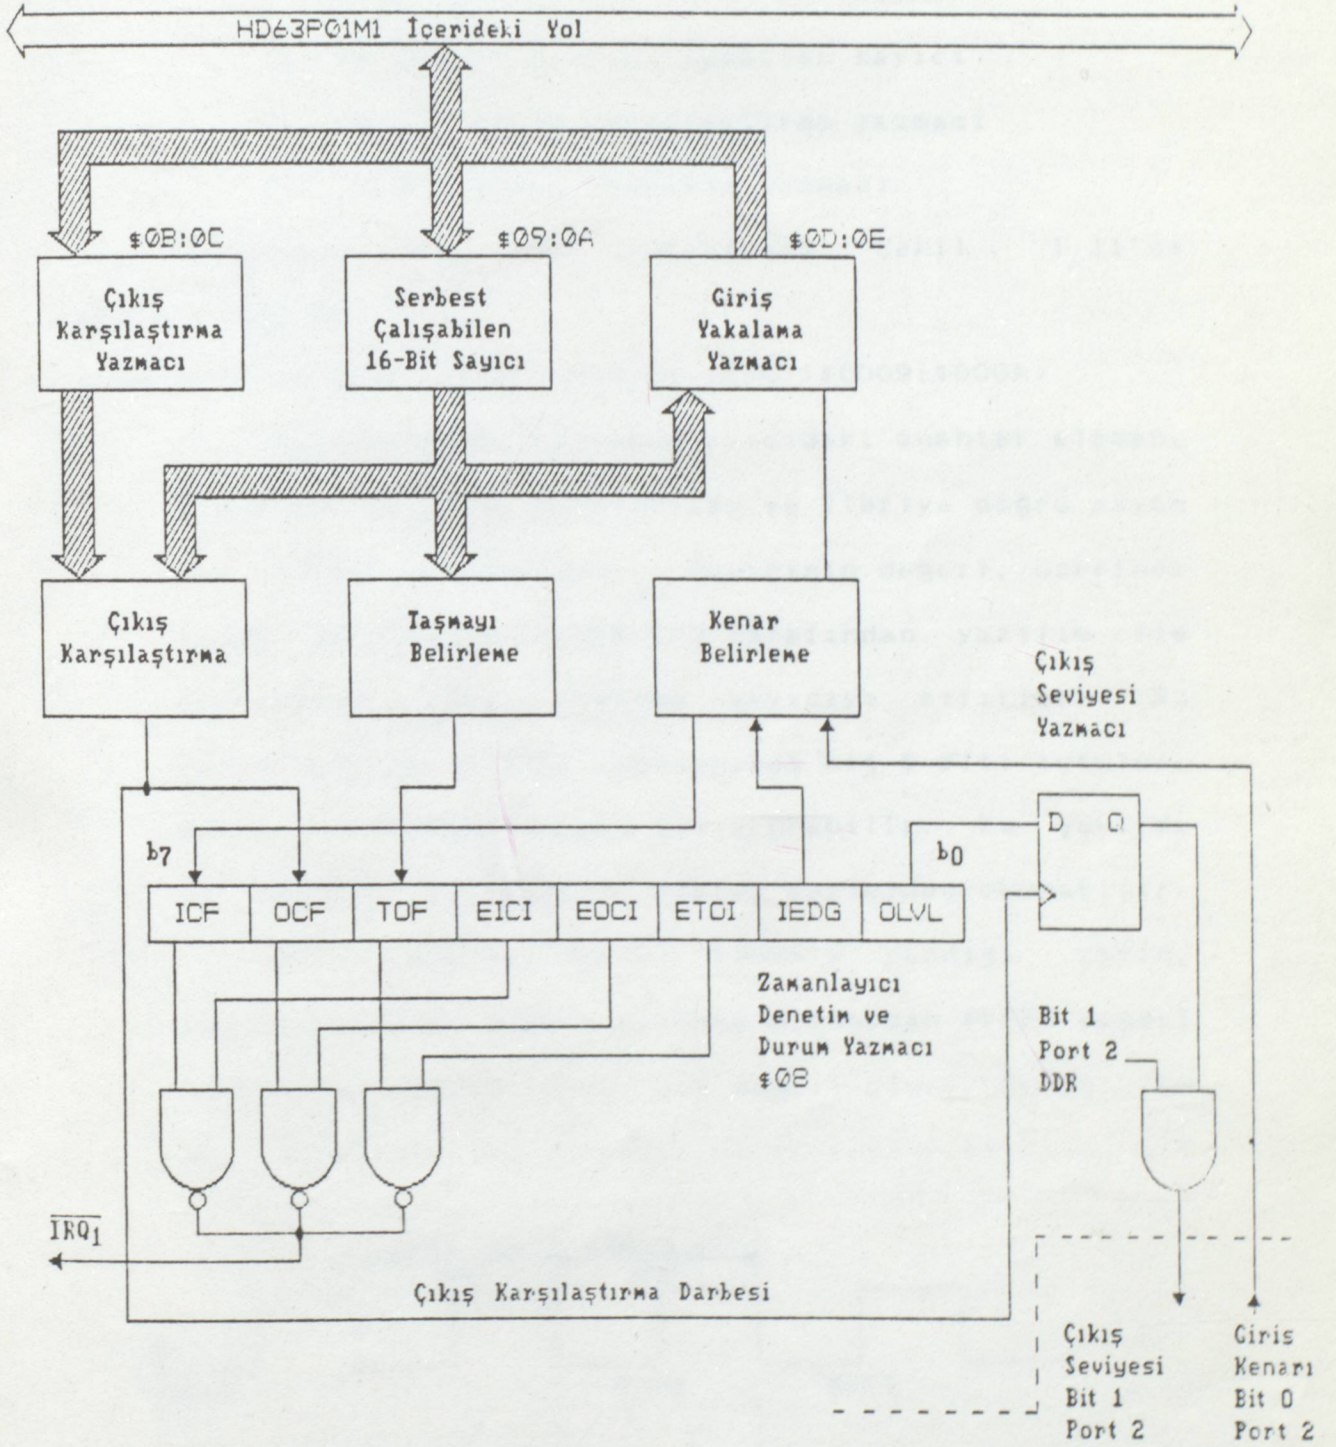 HD63P01M1 İçerideki Yol
$0B:0C
$09:0A
$0D:0E
Çıkış
Karşılaştırma
Yazmacı
Serbest
Çalışabilen
16-Bit Sayıcı
Giriş
Yakalama
Yazmacı
Çıkış
Karşılaştırma
Taşmayı
Belirleme
Kenar
Belirleme
Çıkış
Seviyesi
Yazmacı
D Q
b7
b0
ICF OCF TOF EICI EOCI ETOI IEDG OLVL
Zamanlayıcı
Denetim ve
Durum Yazmacı
$08
Bit 1
Port 2
DDR
IRQ1
Çıkış Karşılaştırma Darbesi
Çıkış
Seviyesi
Bit 1
Port 2
Giris
Kenarı
Bit 0
Port 2